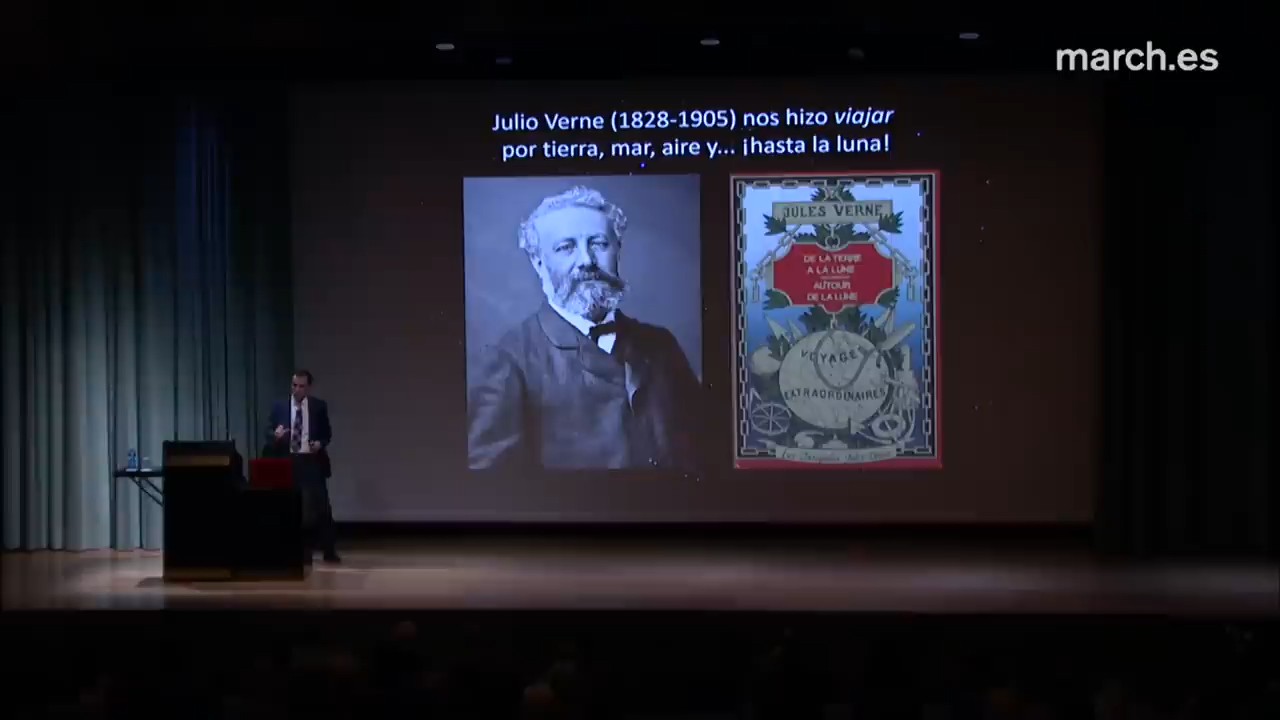 march.es
Julio Verne (1828-1905) nos hizo viajar
por tierra, mar, aire y... ¡hasta la luna!
JULES VERNE
DE LA TERRE
A LA LUNE
AUTOUR
DE LA LUNE
VOYAGES
EXTRAORDINAIRES